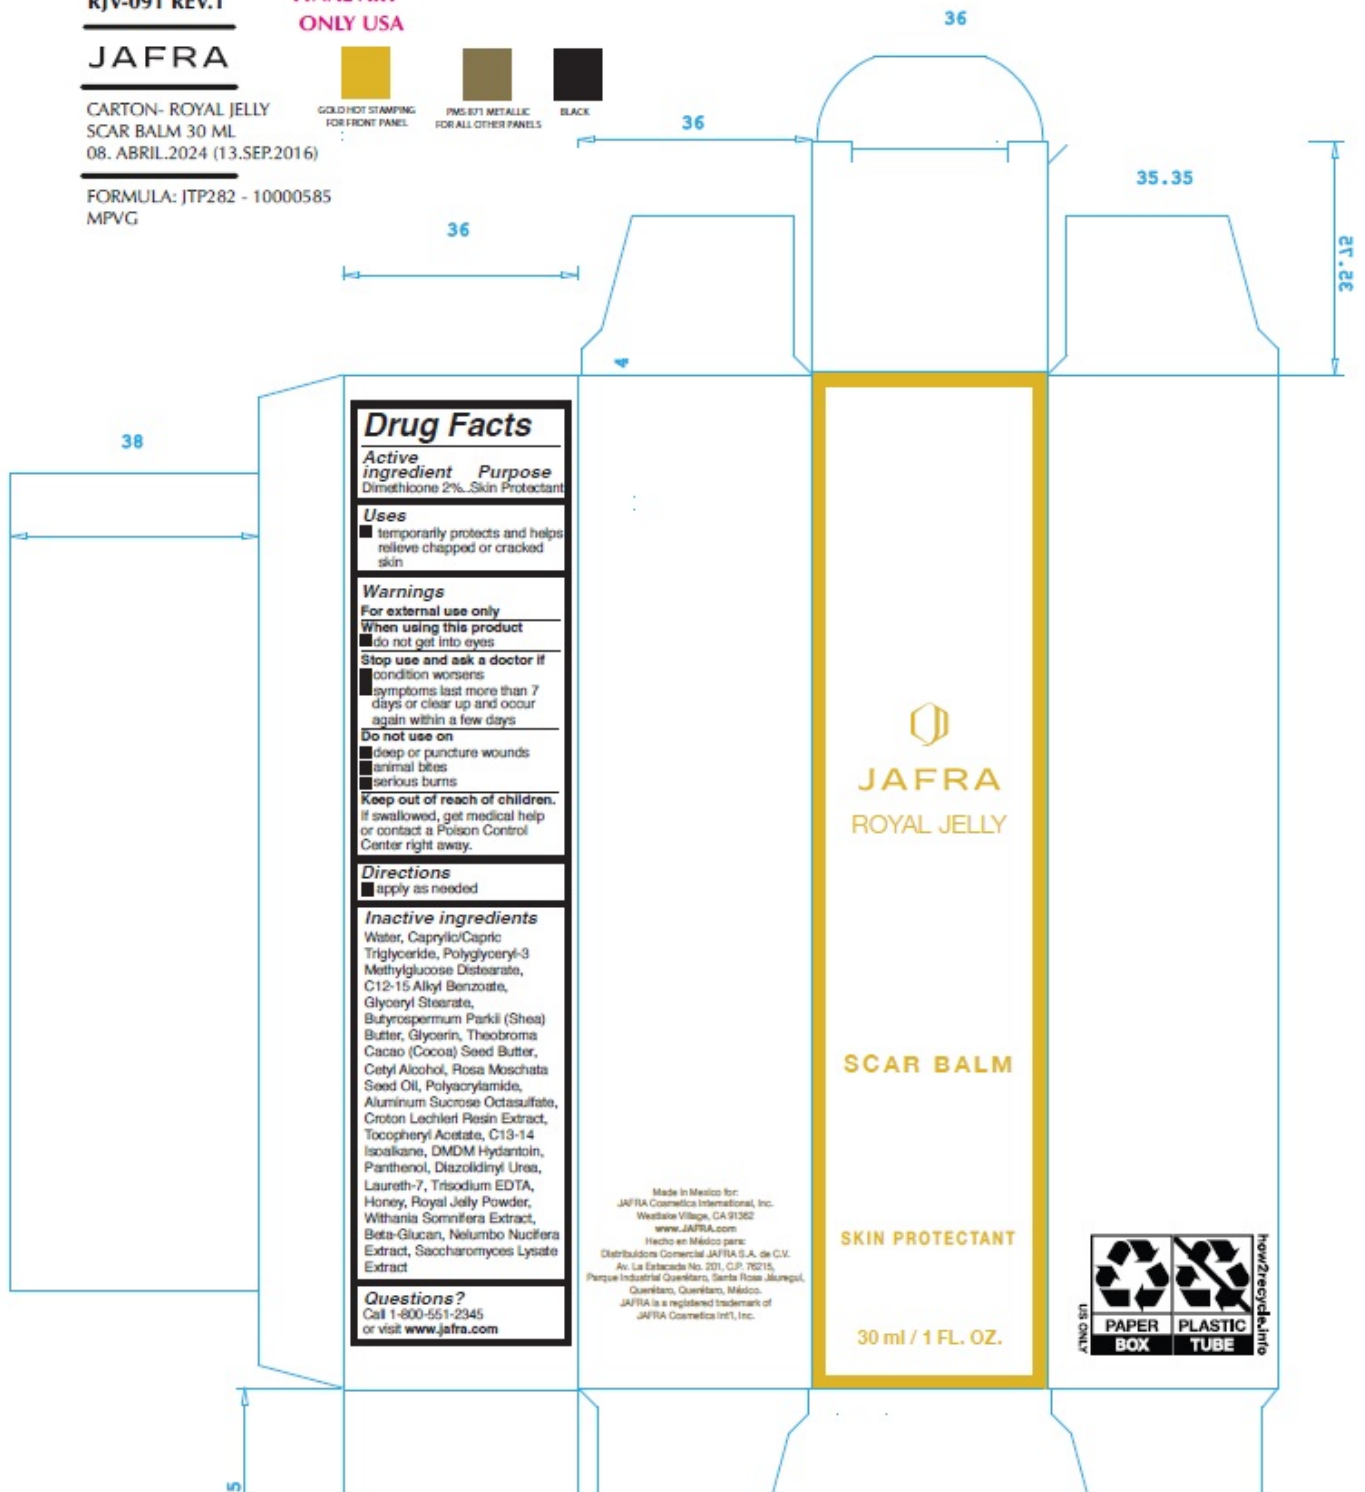 RJV-091 REV.1
ONLY USA
JAFRA
CARTON- ROYAL JELLY
SCAR BALM 30 ML
08. ABRIL.2024 (13.SEP.2016)
FORMULA: JTP282 - 10000585
MPVG
GOLD HOT STAMPING
FOR FRONT PANEL
PMS 871 METALLIC
FOR ALL OTHER PANELS
BLACK
36
36
36
35.35
35.75
4
38
Drug Facts
Active
ingredient Purpose
Dimethicone 2%..Skin Protectant
Uses
temporarily protects and helps
relieve chapped or cracked
skin
Warnings
For external use only
When using this product
do not get into eyes
Stop use and ask a doctor if
condition worsens
symptoms last more than 7
days or clear up and occur
again within a few days
Do not use on
deep or puncture wounds
animal bites
serious burns
Keep out of reach of children.
If swallowed, get medical help
or contact a Poison Control
Center right away.
Directions
apply as needed
Inactive ingredients
Water, Caprylic/Capric
Triglyceride, Polyglyceryl-3
Methylglucose Distearate,
C12-15 Alkyl Benzoate,
Glyceryl Stearate,
Butyrospermum Parkii (Shea)
Butter, Glycerin, Theobroma
Cacao (Cocoa) Seed Butter,
Cetyl Alcohol, Rosa Moschata
Seed Oil, Polyacrylamide,
Aluminum Sucrose Octasulfate,
Croton Lechleri Resin Extract,
Tocopheryl Acetate, C13-14
Isoalkane, DMDM Hydantoin,
Panthenol, Diazolidinyl Urea,
Laureth-7, Trisodium EDTA,
Honey, Royal Jelly Powder,
Withania Somnifera Extract,
Beta-Glucan, Nelumbo Nucifera
Extract, Saccharomyces Lysate
Extract
Questions?
Call 1-800-551-2345
or visit www.jafra.com
Made in Mexico for:
JAFRA Cosmetics International, Inc.
Westlake Village, CA 91362
www.JAFRA.com
Hecho en México para:
Distribuidora Comercial JAFRA S.A. de C.V.
Av. La Estacada No. 201, C.P. 76215,
Parque Industrial Querétaro, Santa Rosa Jáuregui,
Querétaro, Querétaro, México.
JAFRA is a registered trademark of
JAFRA Cosmetics Int'l, Inc.
JAFRA
ROYAL JELLY
SCAR BALM
SKIN PROTECTANT
30 ml / 1 FL. OZ.
US ONLY
PAPER
BOX
PLASTIC
TUBE
how2recycle.info